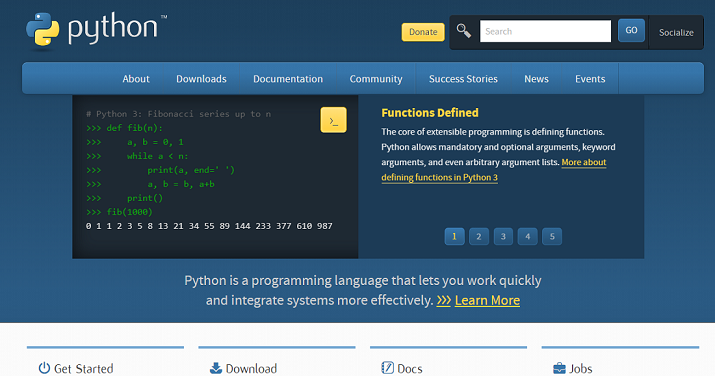 python™
Donate
Search
GO
Socialize
About
Downloads
Documentation
Community
Success Stories
News
Events
# Python 3: Fibonacci series up to n
>>> def fib(n):
>>>     a, b = 0, 1
>>>     while a < n:
>>>         print(a, end=' ')
>>>         a, b = b, a+b
>>>     print()
>>> fib(1000)
0 1 1 2 3 5 8 13 21 34 55 89 144 233 377 610 987
>_
Functions Defined
The core of extensible programming is defining functions.
Python allows mandatory and optional arguments, keyword
arguments, and even arbitrary argument lists. More about
defining functions in Python 3
1
2
3
4
5
Python is a programming language that lets you work quickly
and integrate systems more effectively. >>> Learn More
Get Started
Download
Docs
Jobs